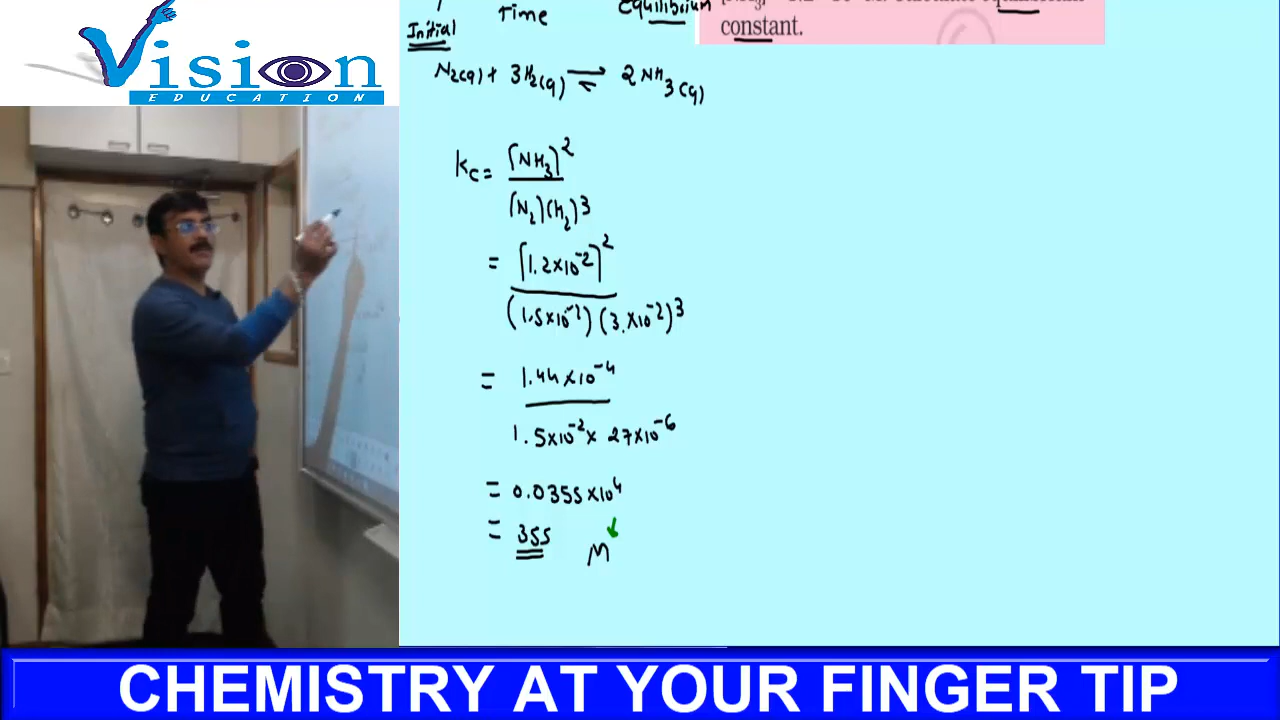 Vision
EDUCATION
Initial Time Equilibrium
constant.
N2(g) + 3H2(g) ⇌ 2NH3(g)
Kc = [NH3]^2
(N2)(H2)^3
= [1.2×10^-2]^2
(1.5×10^-2) (3.×10^-2)^3
= 1.44×10^-4
1.5×10^-2 × 27×10^-6
= 0.0355×10^4
= 355 M
CHEMISTRY AT YOUR FINGER TIP